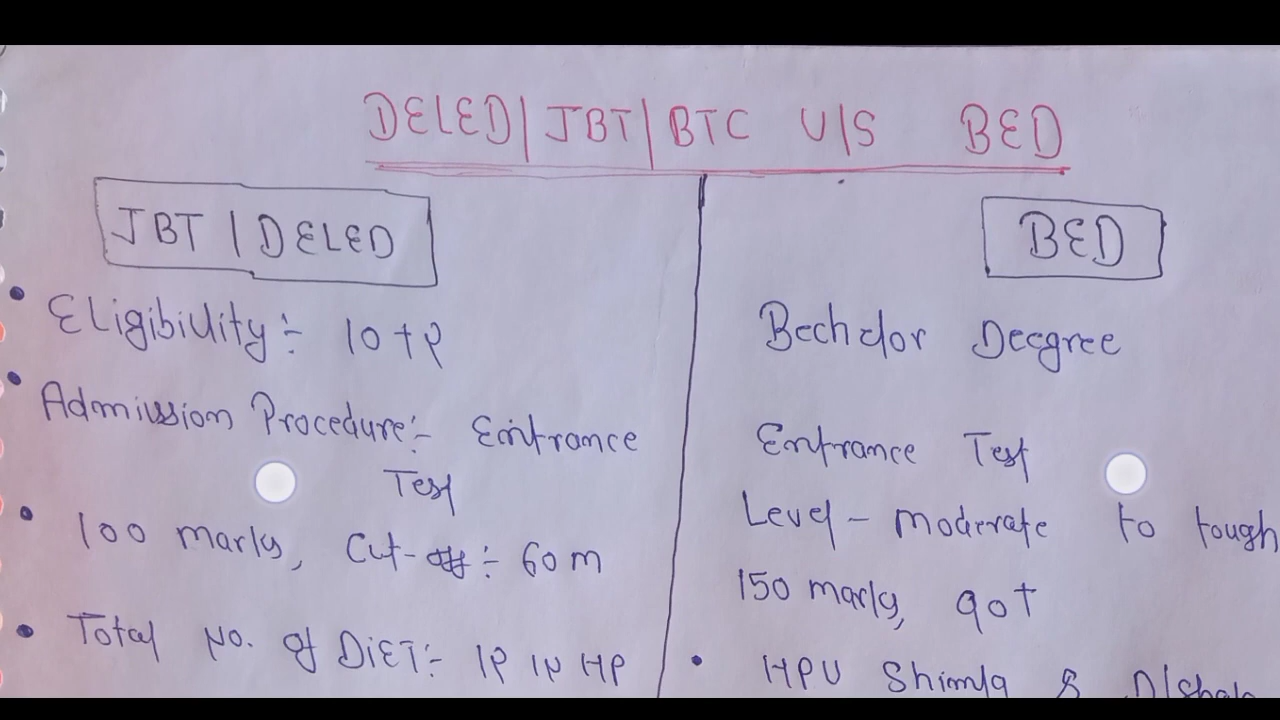 DELED/JBT/BTC V/S BED
JBT / DELED
• Eligibility :- 10+2
• Admission Procedure :- Entrance
Test
• 100 marks, Cut-off :- 60 m
• Total No. of DIET :- 12 in HP
BED
Bechelor Deegree
Entrance Test
Level - moderate to tough
150 marks, 90+
• HPU Shimla &